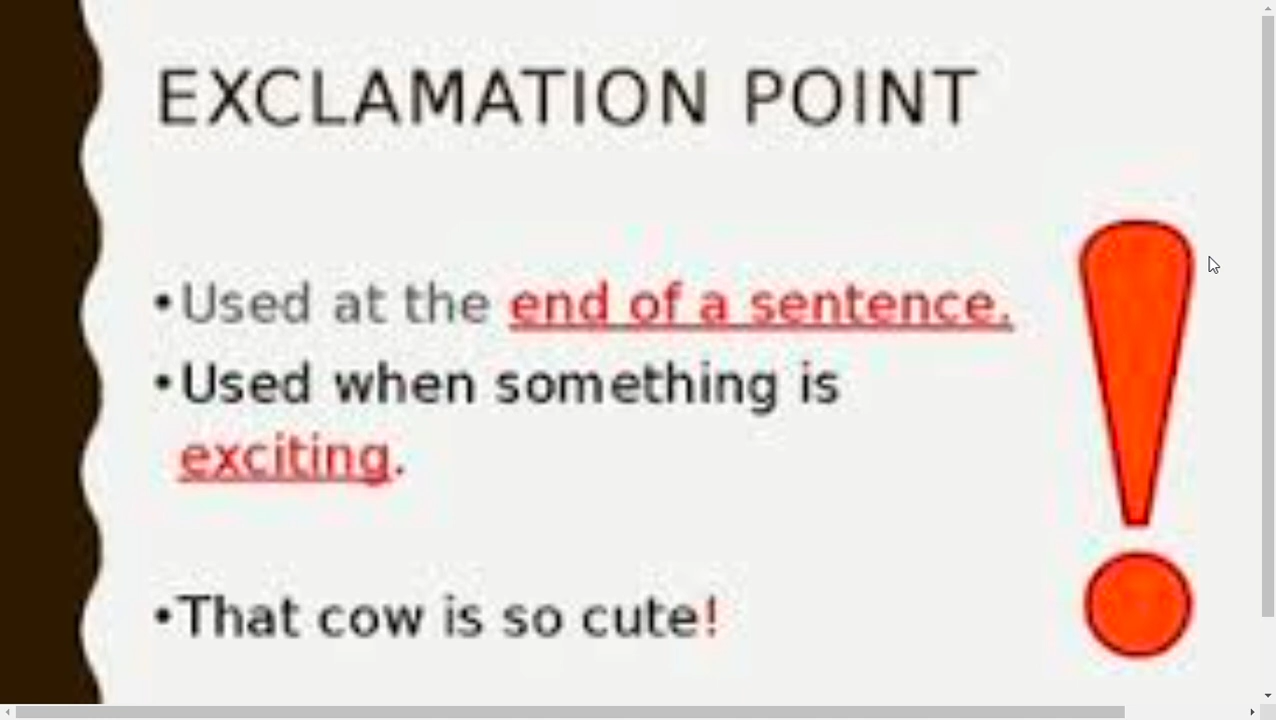 EXCLAMATION POINT
•Used at the end of a sentence.
•Used when something is
exciting.
•That cow is so cute!